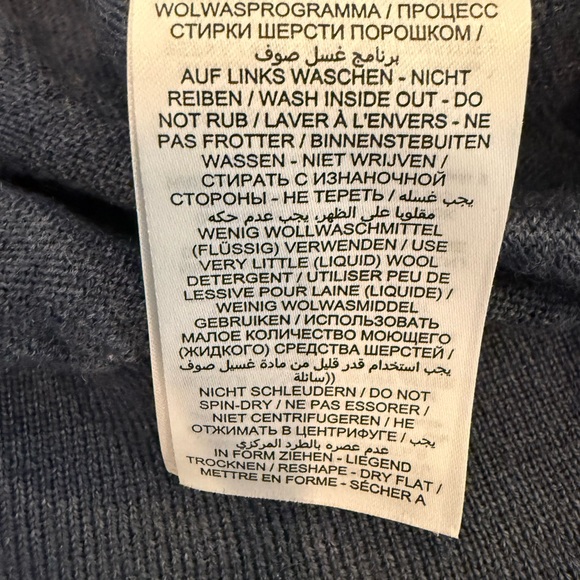 WOLWASPROGRAMMA / ПРОЦЕСС
СТИРКИ ШЕРСТИ ПОРОШКОМ /
برنامج غسل صوف
AUF LINKS WASCHEN - NICHT
REIBEN / WASH INSIDE OUT - DO
NOT RUB / LAVER À L'ENVERS - NE
PAS FROTTER / BINNENSTEBUITEN
WASSEN - NIET WRIJVEN /
СТИРАТЬ С ИЗНАНОЧНОЙ
СТОРОНЫ - НЕ ТЕРЕТЬ / يجب غسله
مقلوبا على الظهر، يجب عدم حكه
WENIG WOLLWASCHMITTEL
(FLÜSSIG) VERWENDEN / USE
VERY LITTLE (LIQUID) WOOL
DETERGENT / UTILISER PEU DE
LESSIVE POUR LAINE (LIQUIDE) /
WEINIG WOLWASMIDDEL
GEBRUIKEN / ИСПОЛЬЗОВАТЬ
МАЛОЕ КОЛИЧЕСТВО МОЮЩЕГО
(ЖИДКОГО) СРЕДСТВА ШЕРСТЕЙ /
يجب استخدام قدر قليل من مادة غسيل صوف
((سائلة
NICHT SCHLEUDERN / DO NOT
SPIN-DRY / NE PAS ESSORER /
NIET CENTRIFUGEREN / НЕ
ОТЖИМАТЬ В ЦЕНТРИФУГЕ / يجب
عدم عصره بالطرد المركزي
IN FORM ZIEHEN - LIEGEND
TROCKNEN / RESHAPE - DRY FLAT /
METTRE EN FORME - SÉCHER A